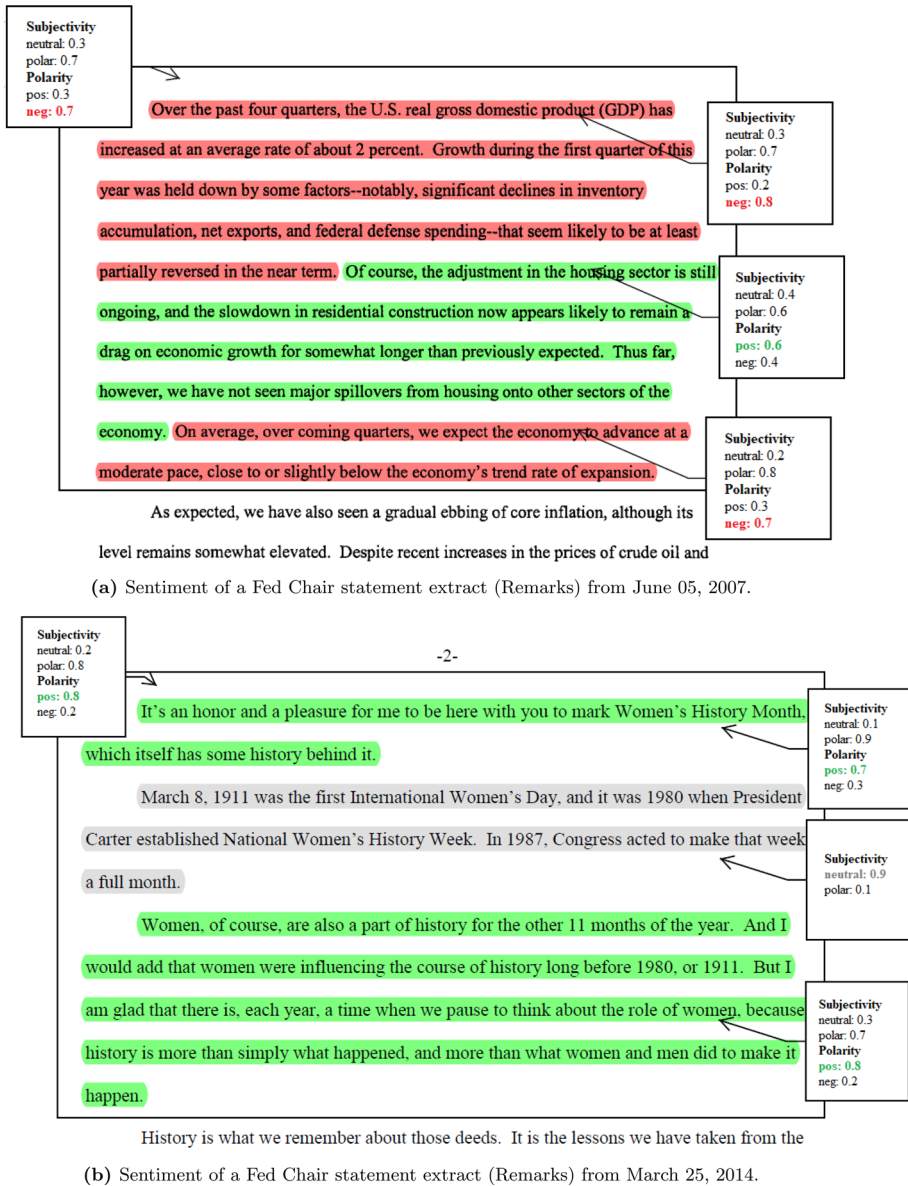 Subjectivity
neutral: 0.3
polar: 0.7
Polarity
pos: 0.3
neg: 0.7
Over the past four quarters, the U.S. real gross domestic product (GDP) has
increased at an average rate of about 2 percent. Growth during the first quarter of this
year was held down by some factors--notably, significant declines in inventory
accumulation, net exports, and federal defense spending--that seem likely to be at least
partially reversed in the near term. Of course, the adjustment in the housing sector is still
ongoing, and the slowdown in residential construction now appears likely to remain a
drag on economic growth for somewhat longer than previously expected. Thus far,
however, we have not seen major spillovers from housing onto other sectors of the
economy. On average, over coming quarters, we expect the economy to advance at a
moderate pace, close to or slightly below the economy's trend rate of expansion.
Subjectivity
neutral: 0.3
polar: 0.7
Polarity
pos: 0.2
neg: 0.8
Subjectivity
neutral: 0.4
polar: 0.6
Polarity
pos: 0.6
neg: 0.4
Subjectivity
neutral: 0.2
polar: 0.8
Polarity
pos: 0.3
neg: 0.7
As expected, we have also seen a gradual ebbing of core inflation, although its
level remains somewhat elevated. Despite recent increases in the prices of crude oil and
(a) Sentiment of a Fed Chair statement extract (Remarks) from June 05, 2007.
Subjectivity
neutral: 0.2
polar: 0.8
Polarity
pos: 0.8
neg: 0.2
-2-
It's an honor and a pleasure for me to be here with you to mark Women's History Month,
which itself has some history behind it.
March 8, 1911 was the first International Women's Day, and it was 1980 when President
Carter established National Women's History Week. In 1987, Congress acted to make that week
a full month.
Women, of course, are also a part of history for the other 11 months of the year. And I
would add that women were influencing the course of history long before 1980, or 1911. But I
am glad that there is, each year, a time when we pause to think about the role of women, because
history is more than simply what happened, and more than what women and men did to make it
happen.
Subjectivity
neutral: 0.1
polar: 0.9
Polarity
pos: 0.7
neg: 0.3
Subjectivity
neutral: 0.9
polar: 0.1
Subjectivity
neutral: 0.3
polar: 0.7
Polarity
pos: 0.8
neg: 0.2
History is what we remember about those deeds. It is the lessons we have taken from the
(b) Sentiment of a Fed Chair statement extract (Remarks) from March 25, 2014.